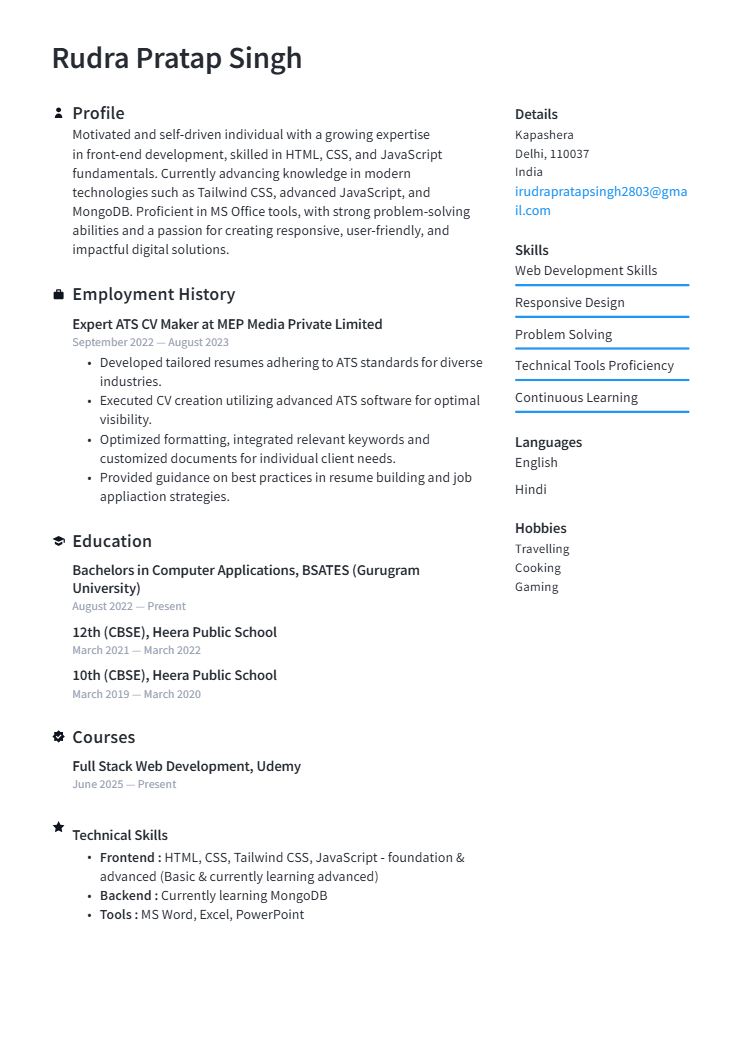 Rudra Pratap Singh
Profile
Motivated and self-driven individual with a growing expertise
in front-end development, skilled in HTML, CSS, and JavaScript
fundamentals. Currently advancing knowledge in modern
technologies such as Tailwind CSS, advanced JavaScript, and
MongoDB. Proficient in MS Office tools, with strong problem-solving
abilities and a passion for creating responsive, user-friendly, and
impactful digital solutions.
Employment History
Expert ATS CV Maker at MEP Media Private Limited
September 2022 — August 2023
• Developed tailored resumes adhering to ATS standards for diverse
industries.
• Executed CV creation utilizing advanced ATS software for optimal
visibility.
• Optimized formatting, integrated relevant keywords and
customized documents for individual client needs.
• Provided guidance on best practices in resume building and job
appliaction strategies.
Education
Bachelors in Computer Applications, BSATES (Gurugram
University)
August 2022 — Present
12th (CBSE), Heera Public School
March 2021 — March 2022
10th (CBSE), Heera Public School
March 2019 — March 2020
Courses
Full Stack Web Development, Udemy
June 2025 — Present
Technical Skills
• Frontend : HTML, CSS, Tailwind CSS, JavaScript - foundation &
advanced (Basic & currently learning advanced)
• Backend : Currently learning MongoDB
• Tools : MS Word, Excel, PowerPoint
Details
Kapashera
Delhi, 110037
India
irudrapratapsingh2803@gma
il.com
Skills
Web Development Skills
Responsive Design
Problem Solving
Technical Tools Proficiency
Continuous Learning
Languages
English
Hindi
Hobbies
Travelling
Cooking
Gaming